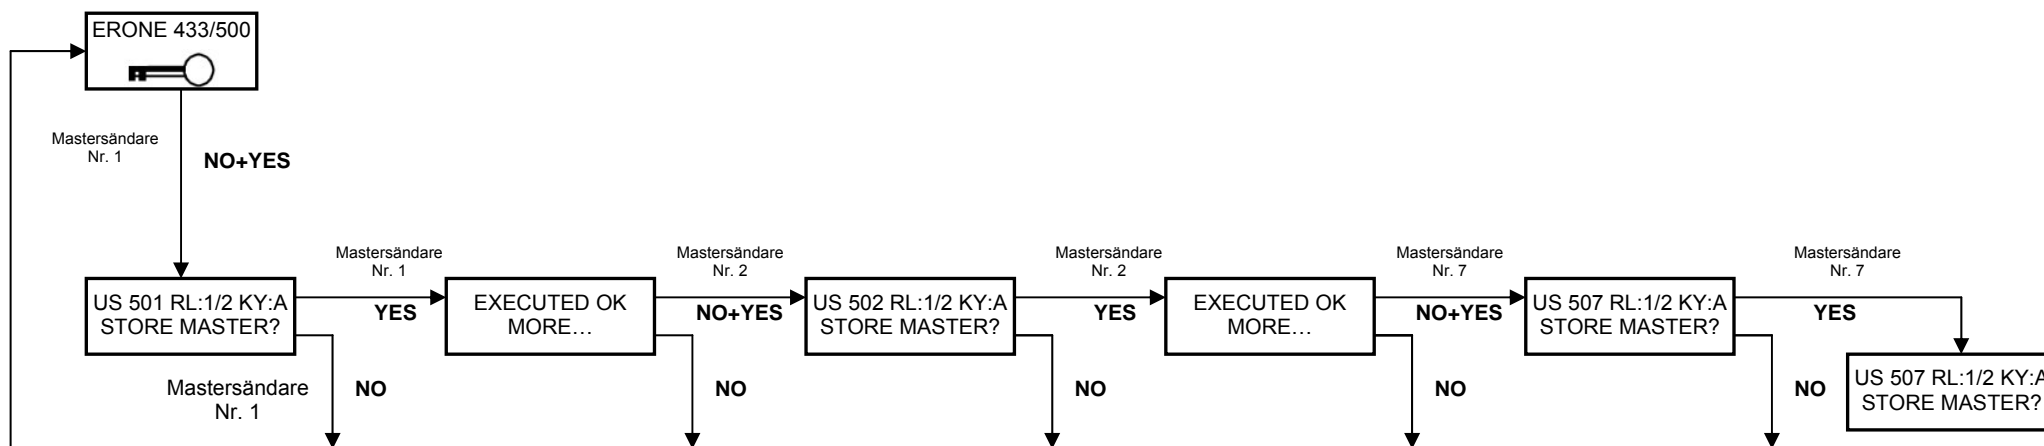 ERONE 433/500
Mastersändare
Nr. 1
NO+YES
Mastersändare
Nr. 1
YES
Mastersändare
Nr. 2
NO+YES
Mastersändare
Nr. 2
YES
Mastersändare
Nr. 7
NO+YES
Mastersändare
Nr. 7
YES
US 501 RL:1/2 KY:A
STORE MASTER?
EXECUTED OK
MORE…
US 502 RL:1/2 KY:A
STORE MASTER?
EXECUTED OK
MORE…
US 507 RL:1/2 KY:A
STORE MASTER?
US 507 RL:1/2 KY:A
STORE MASTER?
Mastersändare
Nr. 1
NO
NO
NO
NO
NO